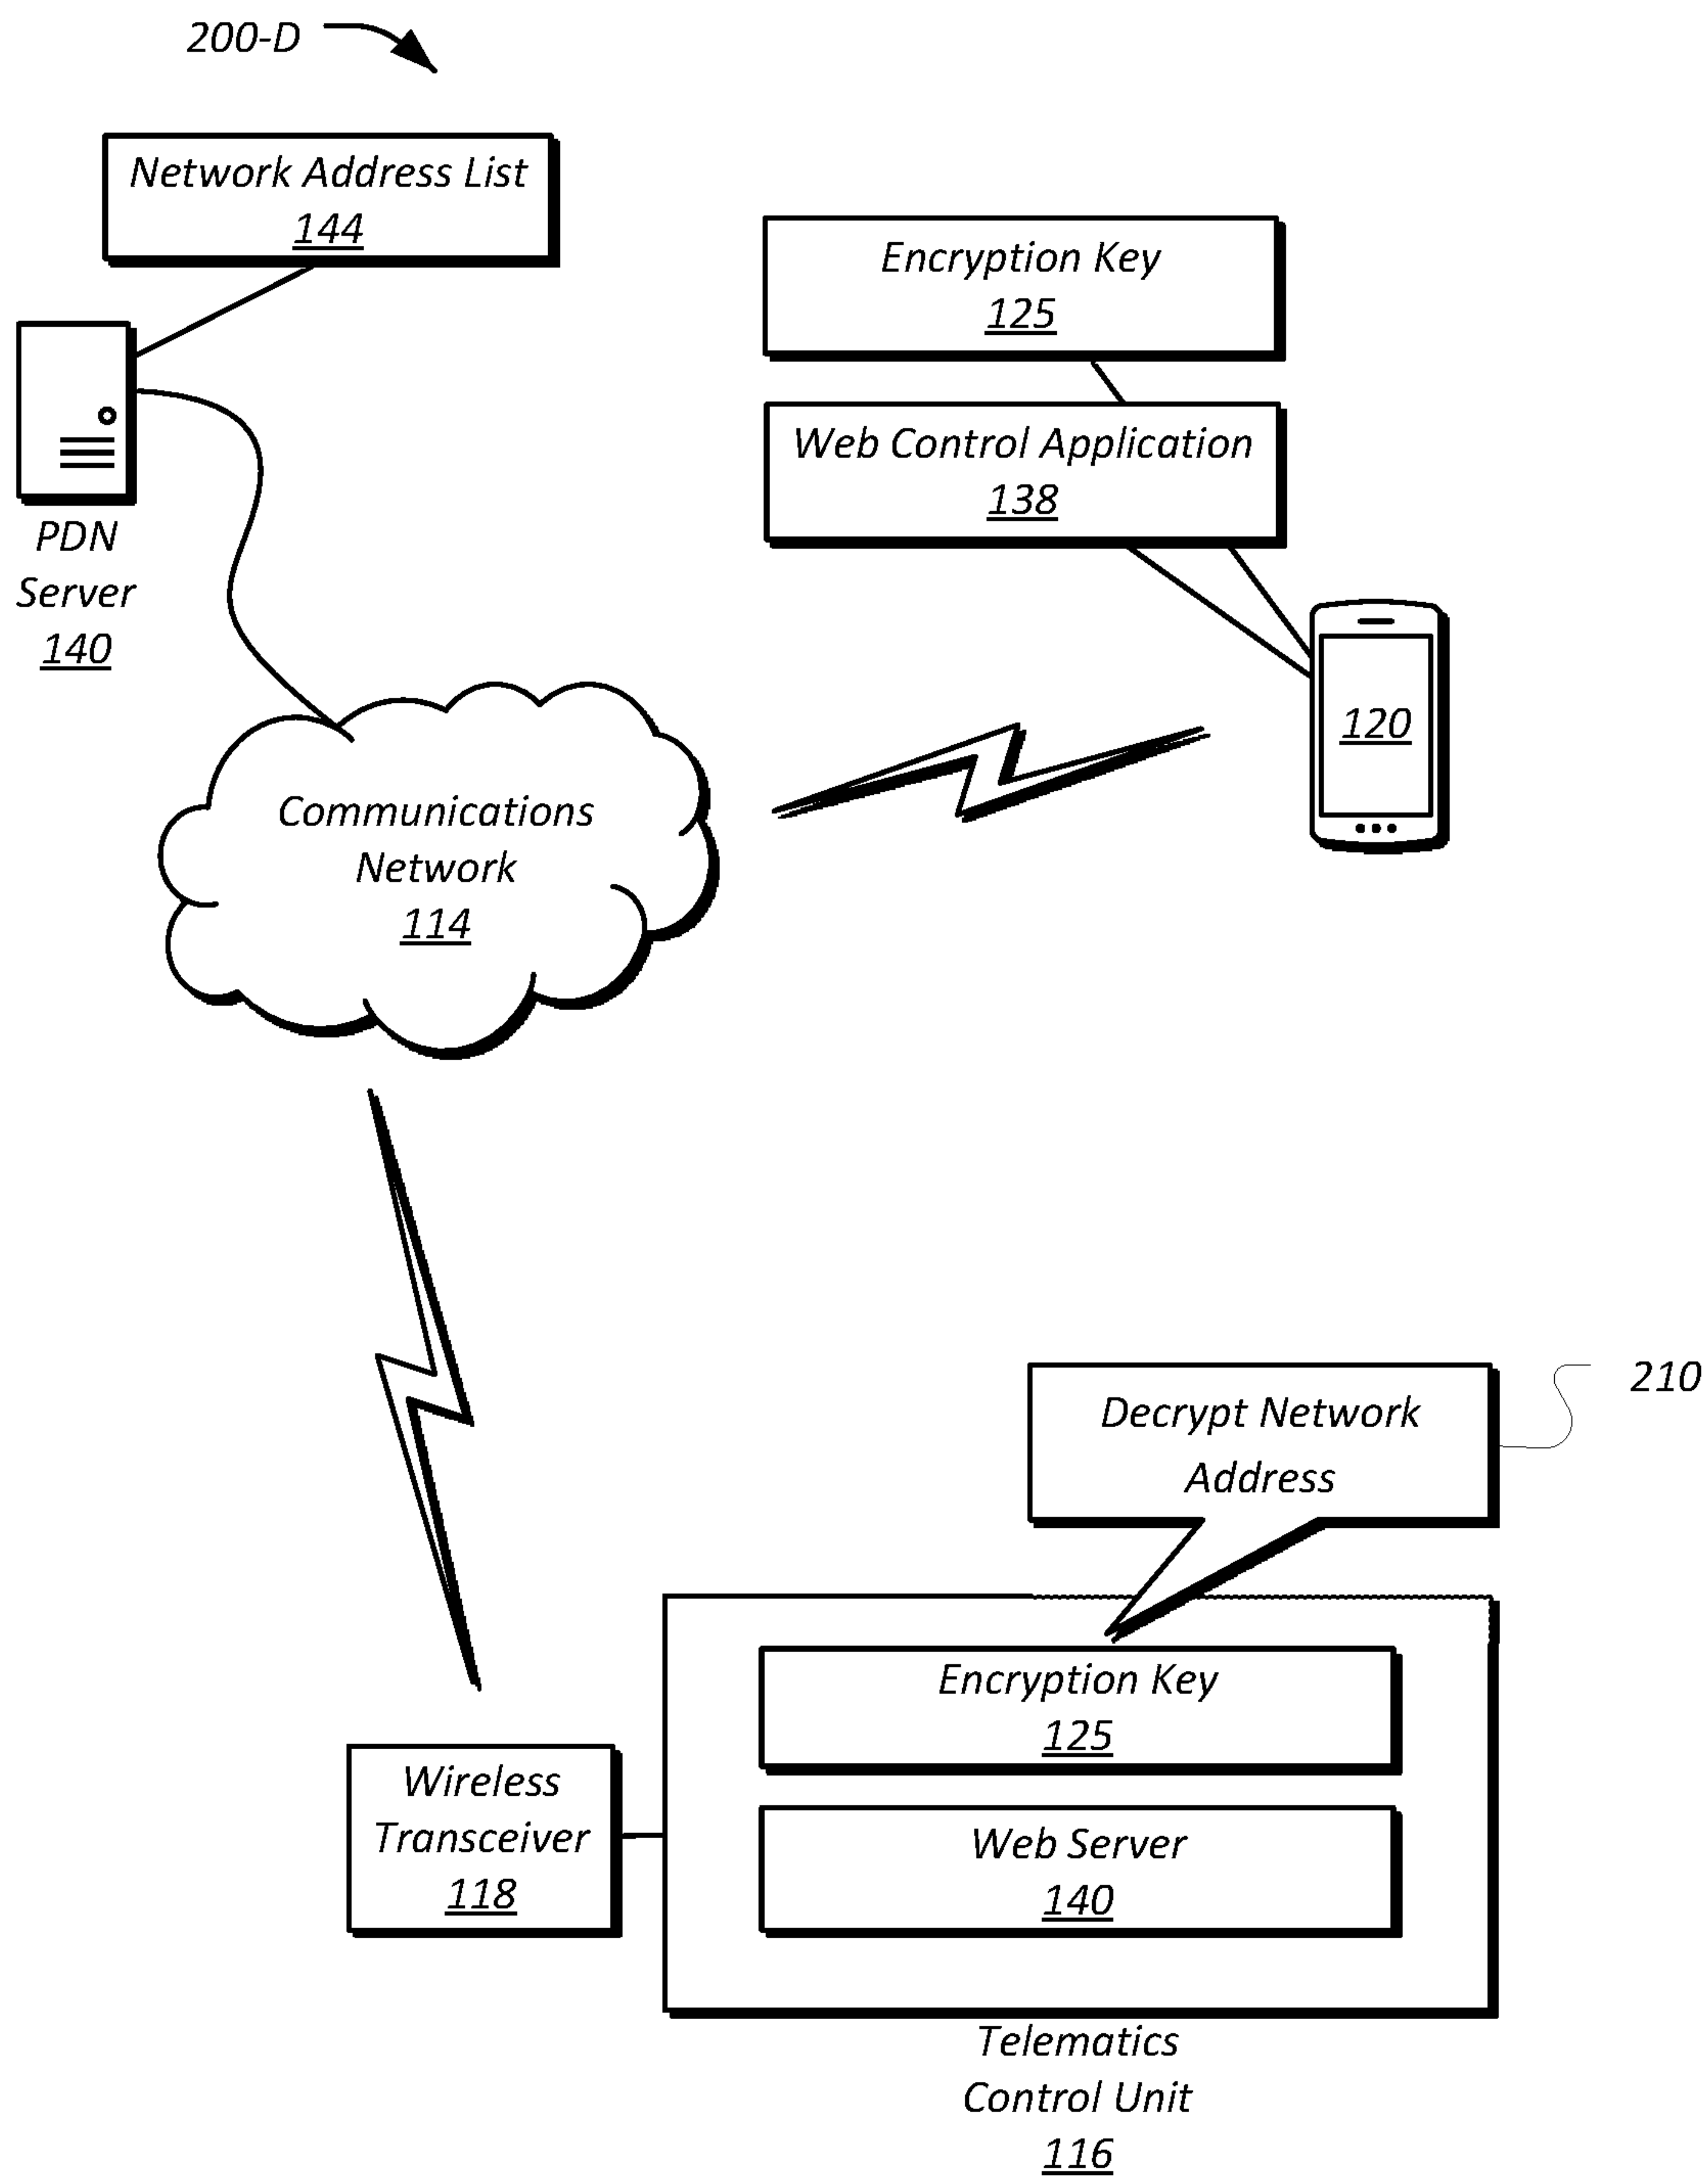 200-D
Network Address List
144
Encryption Key
125
Web Control Application
138
PDN
Server
140
120
Communications
Network
114
210
Decrypt Network
Address
Encryption Key
125
Wireless
Transceiver
118
Web Server
140
Telematics
Control Unit
116